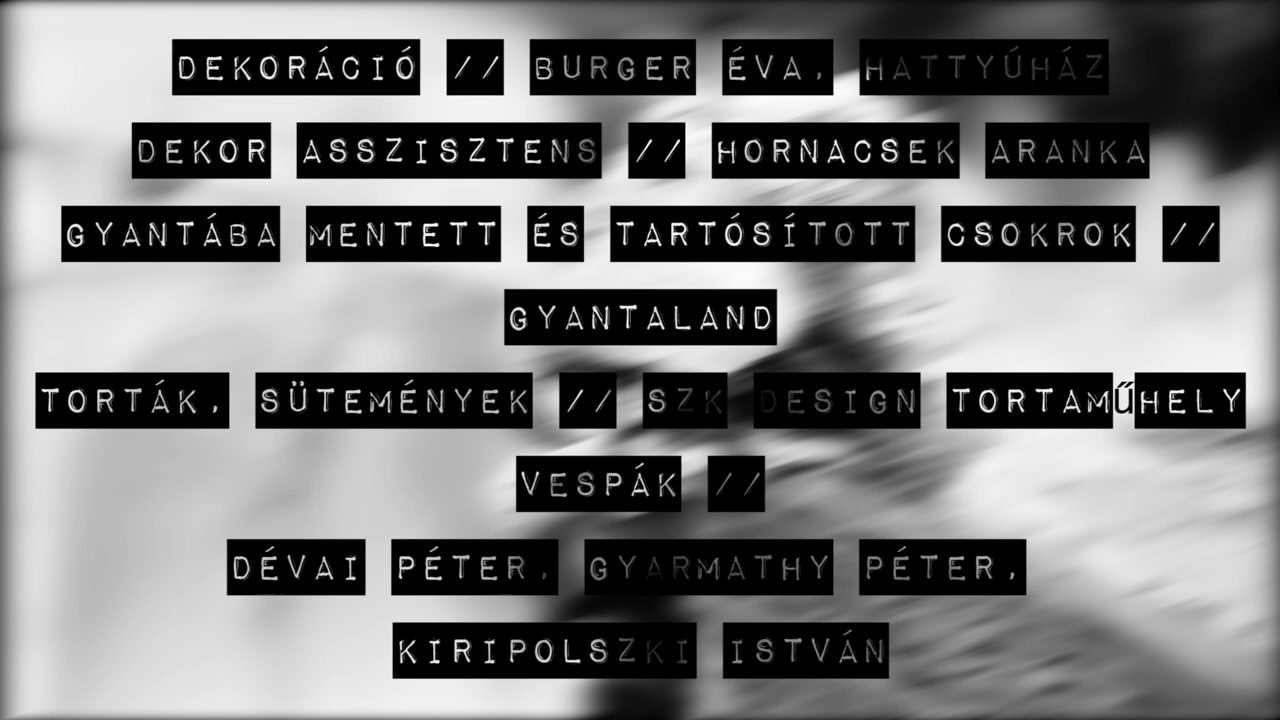 DEKORÁCIÓ // BURGER ÉVA, HATTYÚHÁZ
DEKOR ASSZISZTENS // HORNACSEK ARANKA
GYANTÁBA MENTETT ÉS TARTÓSÍTOTT CSOKROK //
GYANTALAND
TORTÁK, SÜTEMÉNYEK // SZK DESIGN TORTAMŰHELY
VESPÁK //
DÉVAI PÉTER, GYARMATHY PÉTER,
KIRIPOLSZKI ISTVÁN